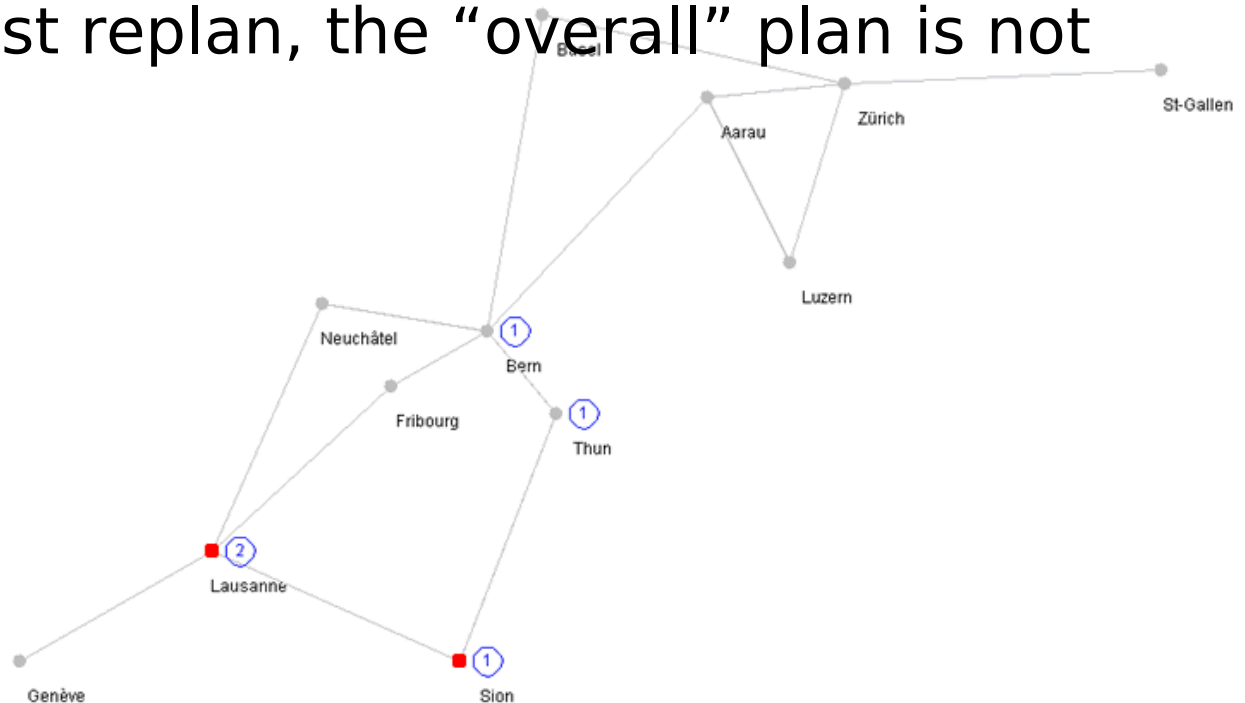 st replan, the “overall” plan is not
Basel
St-Gallen
Zürich
Aarau
Luzern
Neuchâtel
1
Bern
1
Fribourg
Thun
2
Lausanne
1
Genève
Sion